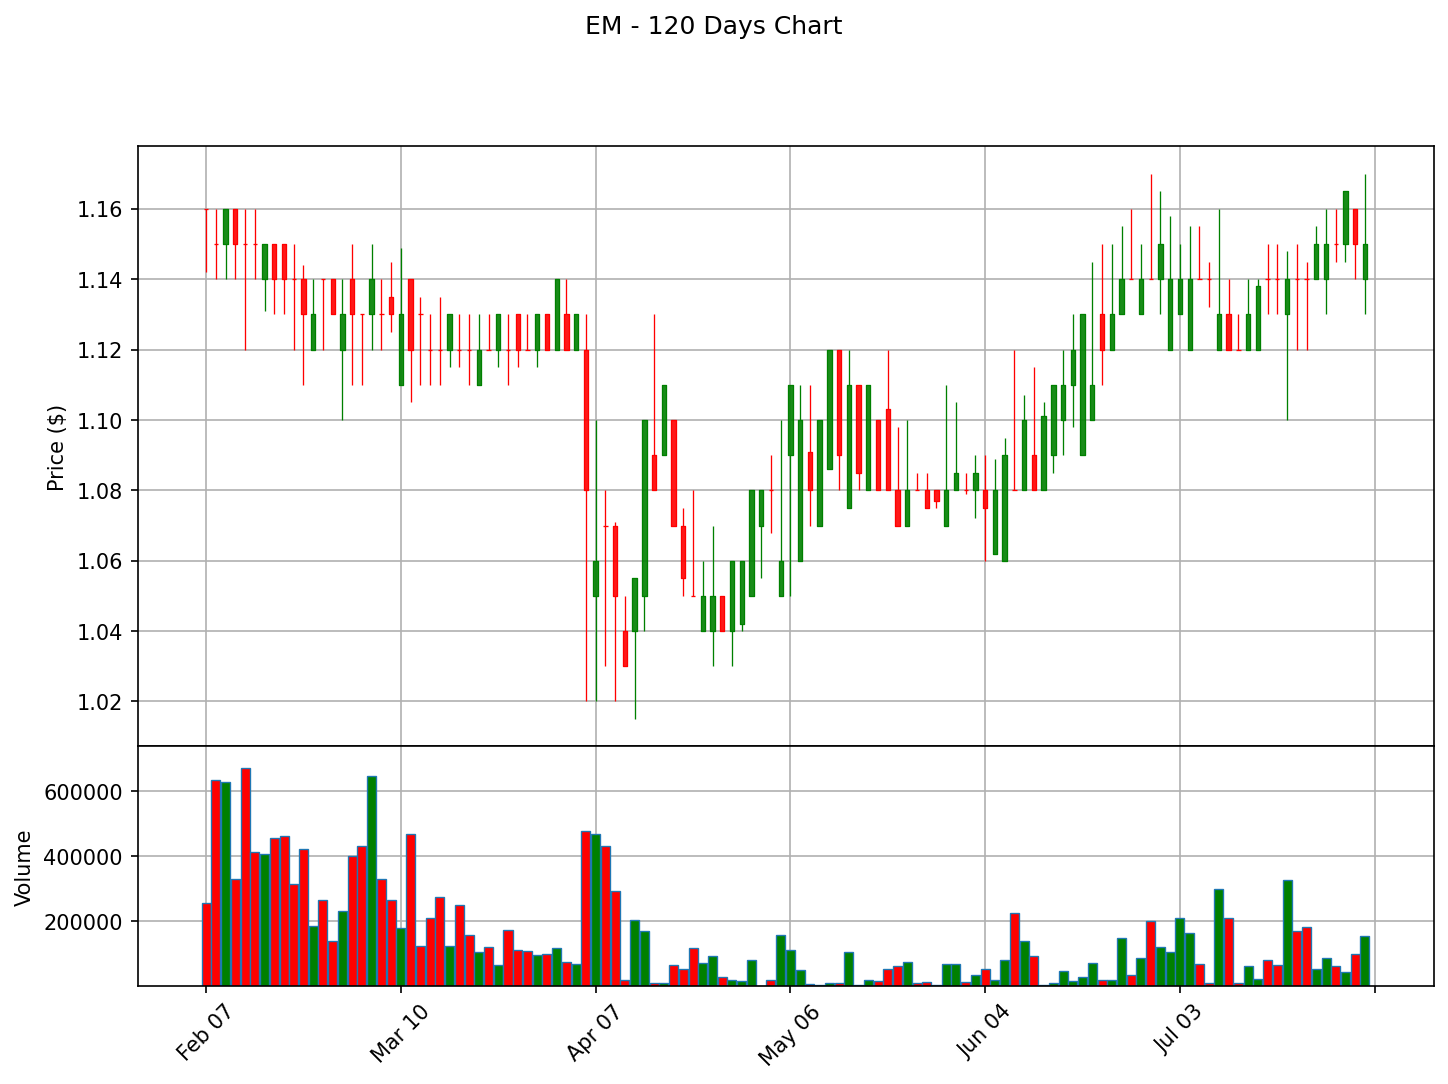 EM - 120 Days Chart
Price ($)
1.16
1.14
1.12
1.10
1.08
1.06
1.04
1.02
Volume
600000
400000
200000
Feb 07
Mar 10
Apr 07
May 06
Jun 04
Jul 03